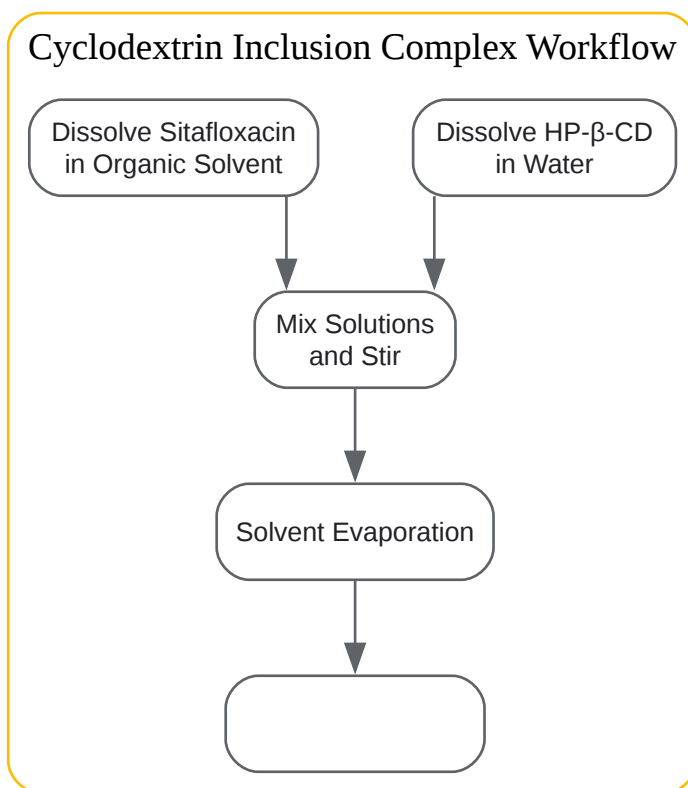 Cyclodextrin Inclusion Complex Workflow
Dissolve Sitafloxacin
in Organic Solvent
Dissolve HP-β-CD
in Water
Mix Solutions
and Stir
Solvent Evaporation